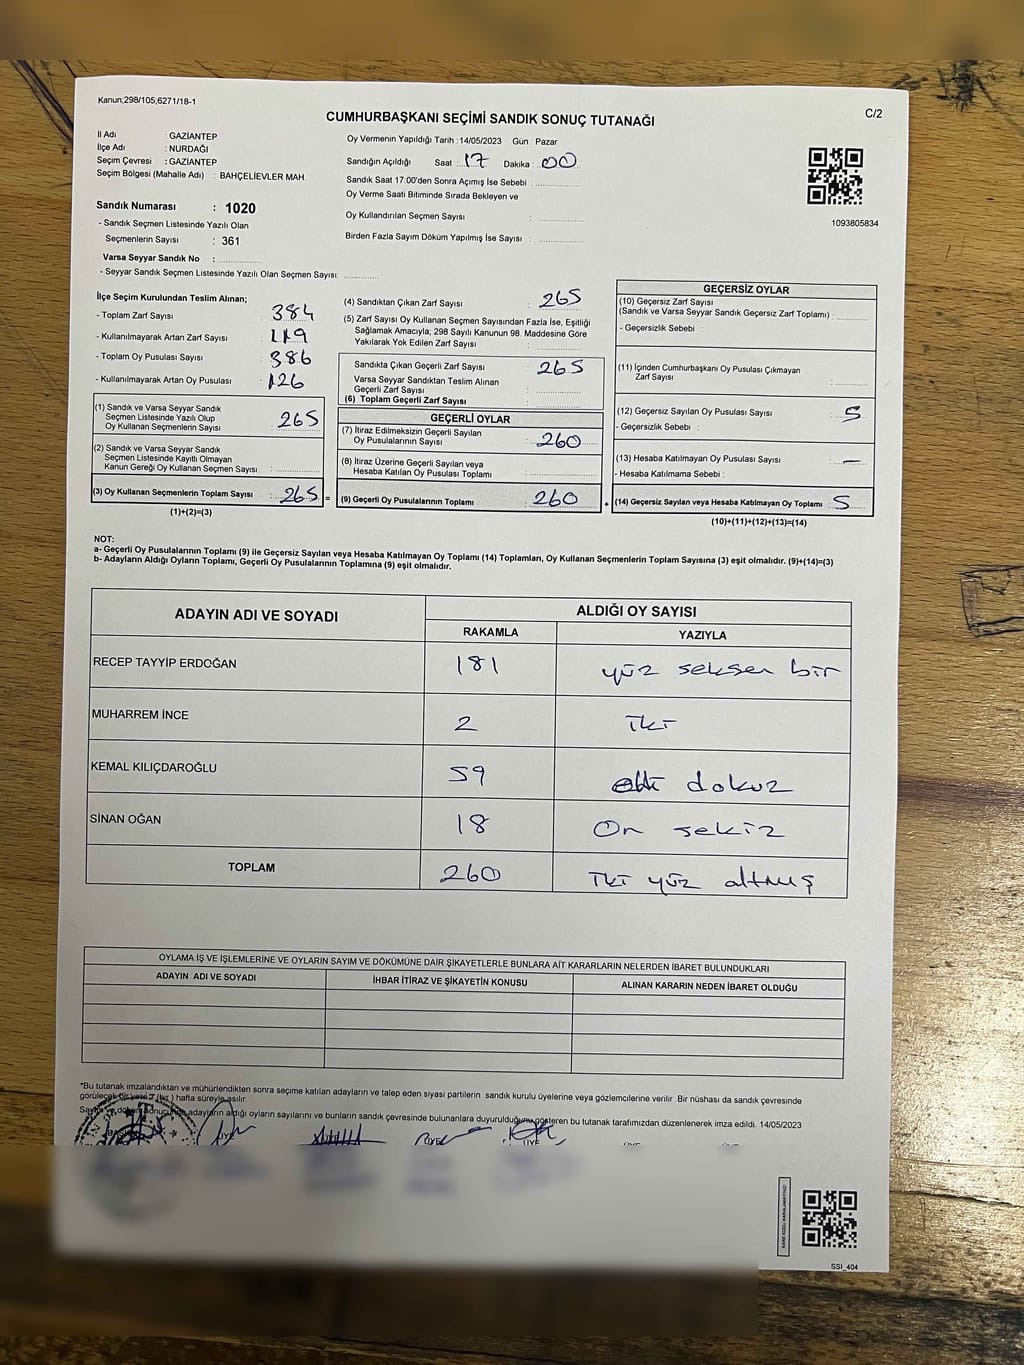 Kanun;298/105,6271/18-1
C/2
CUMHURBAŞKANI SEÇİMİ SANDIK SONUÇ TUTANAĞI
İl Adı : GAZİANTEP
İlçe Adı : NURDAĞI
Seçim Çevresi : GAZİANTEP
Seçim Bölgesi (Mahalle Adı) : BAHÇELİEVLER MAH.
Oy Vermenin Yapıldığı Tarih : 14/05/2023 Gün : Pazar
Sandığın Açıldığı Saat : 17 Dakika : 00
Sandık Saat 17:00'den Sonra Açımış İse Sebebi :
Oy Verme Saati Bitiminde Sırada Bekleyen ve
Oy Kullandırılan Seçmen Sayısı :
Birden Fazla Sayım Döküm Yapılmış İse Sayısı :
1093805834
Sandık Numarası : 1020
- Sandık Seçmen Listesinde Yazılı Olan
Seçmenlerin Sayısı : 361
Varsa Seyyar Sandık No :
- Seyyar Sandık Seçmen Listesinde Yazılı Olan Seçmen Sayısı:
İlçe Seçim Kurulundan Teslim Alınan;
- Toplam Zarf Sayısı : 384
- Kullanılmayarak Artan Zarf Sayısı : 119
- Toplam Oy Pusulası Sayısı : 386
- Kullanılmayarak Artan Oy Pusulası : 126
(1) Sandık ve Varsa Seyyar Sandık
Seçmen Listesinde Yazılı Olup
Oy Kullanan Seçmenlerin Sayısı : 265
(2) Sandık ve Varsa Seyyar Sandık
Seçmen Listesinde Kayıtlı Olmayan
Kanun Gereği Oy Kullanan Seçmen Sayısı :
(3) Oy Kullanan Seçmenlerin Toplam Sayısı : 265 =
(1)+(2)=(3)
(4) Sandıktan Çıkan Zarf Sayısı : 265
(5) Zarf Sayısı Oy Kullanan Seçmen Sayısından Fazla İse, Eşitliği
Sağlamak Amacıyla; 298 Sayılı Kanunun 98. Maddesine Göre
Yakılarak Yok Edilen Zarf Sayısı :
Sandıkta Çıkan Geçerli Zarf Sayısı : 265
Varsa Seyyar Sandıktan Teslim Alınan
Geçerli Zarf Sayısı :
(6) Toplam Geçerli Zarf Sayısı :
GEÇERLİ OYLAR
(7) İtiraz Edilmeksizin Geçerli Sayılan
Oy Pusulalarının Sayısı : 260
(8) İtiraz Üzerine Geçerli Sayılan veya
Hesaba Katılan Oy Pusulası Toplamı :
(9) Geçerli Oy Pusulalarının Toplamı : 260 +
GEÇERSİZ OYLAR
(10) Geçersiz Zarf Sayısı
(Sandık ve Varsa Seyyar Sandık Geçersiz Zarf Toplamı) :
- Geçersizlik Sebebi :
(11) İçinden Cumhurbaşkanı Oy Pusulası Çıkmayan
Zarf Sayısı :
(12) Geçersiz Sayılan Oy Pusulası Sayısı : 5
- Geçersizlik Sebebi :
(13) Hesaba Katılmayan Oy Pusulası Sayısı : —
- Hesaba Katılmama Sebebi :
(14) Geçersiz Sayılan veya Hesaba Katılmayan Oy Toplamı : 5
(10)+(11)+(12)+(13)=(14)
NOT:
a- Geçerli Oy Pusulalarının Toplamı (9) ile Geçersiz Sayılan veya Hesaba Katılmayan Oy Toplamı (14) Toplamları, Oy Kullanan Seçmenlerin Toplam Sayısına (3) eşit olmalıdır. (9)+(14)=(3)
b- Adayların Aldığı Oyların Toplamı, Geçerli Oy Pusulalarının Toplamına (9) eşit olmalıdır.
ADAYIN ADI VE SOYADI
ALDIĞI OY SAYISI
RAKAMLA YAZIYLA
RECEP TAYYİP ERDOĞAN 181 yüz seksen bir
MUHARREM İNCE 2 İki
KEMAL KILIÇDAROĞLU 59 dokuz
SİNAN OĞAN 18 On sekiz
TOPLAM 260 İki yüz altmış
OYLAMA İŞ VE İŞLEMLERİNE VE OYLARIN SAYIM VE DÖKÜMÜNE DAİR ŞİKAYETLERLE BUNLARA AİT KARARLARIN NELERDEN İBARET BULUNDUKLARI
ADAYIN ADI VE SOYADI İHBAR İTİRAZ VE ŞİKAYETİN KONUSU ALINAN KARARIN NEDEN İBARET OLDUĞU
*Bu tutanak imzalandıktan ve mühürlendikten sonra seçime katılan adayların ve talep eden siyasi partilerin sandık kurulu üyelerine veya gözlemcilerine verilir Bir nüshası da sandık çevresinde
görülecek bir yere (bir) hafta süreyle asılır.
adayların aldığı oyların sayılarını ve bunların sandık çevresinde bulunanlara duyurulduğunu gösteren bu tutanak tarafımızdan düzenlenerek imza edildi. 14/05/2023
BAŞKAN ÜYE ÜYE ÜYE
SSI_404